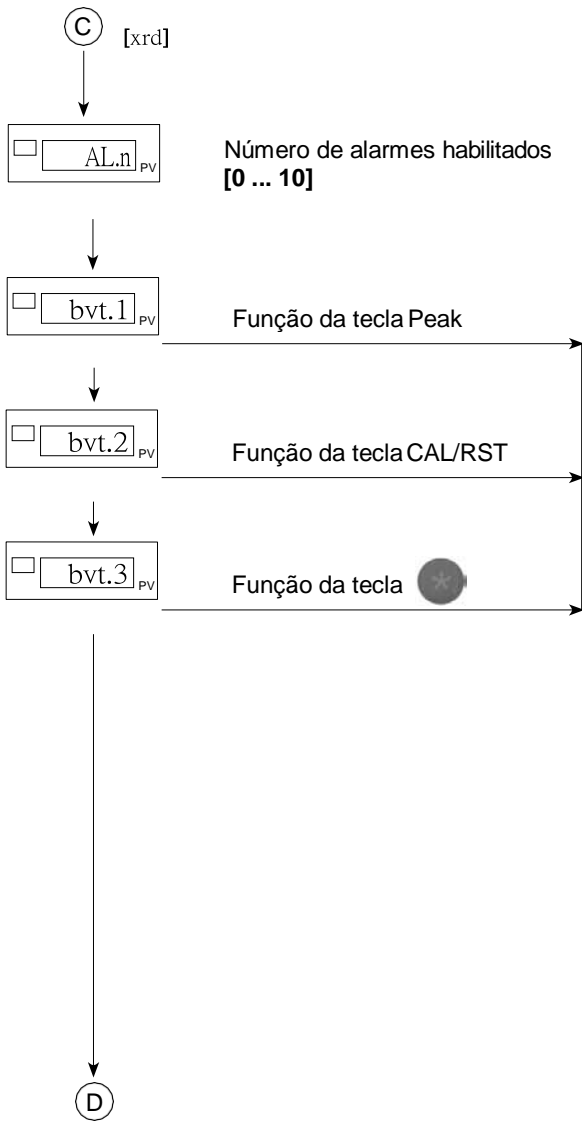 C [xrd]
AL.n PV
Número de alarmes habilitados
[0 ... 10]
bvt.1 PV
Função da tecla Peak
bvt.2 PV
Função da tecla CAL/RST
bvt.3 PV
Função da tecla *
D